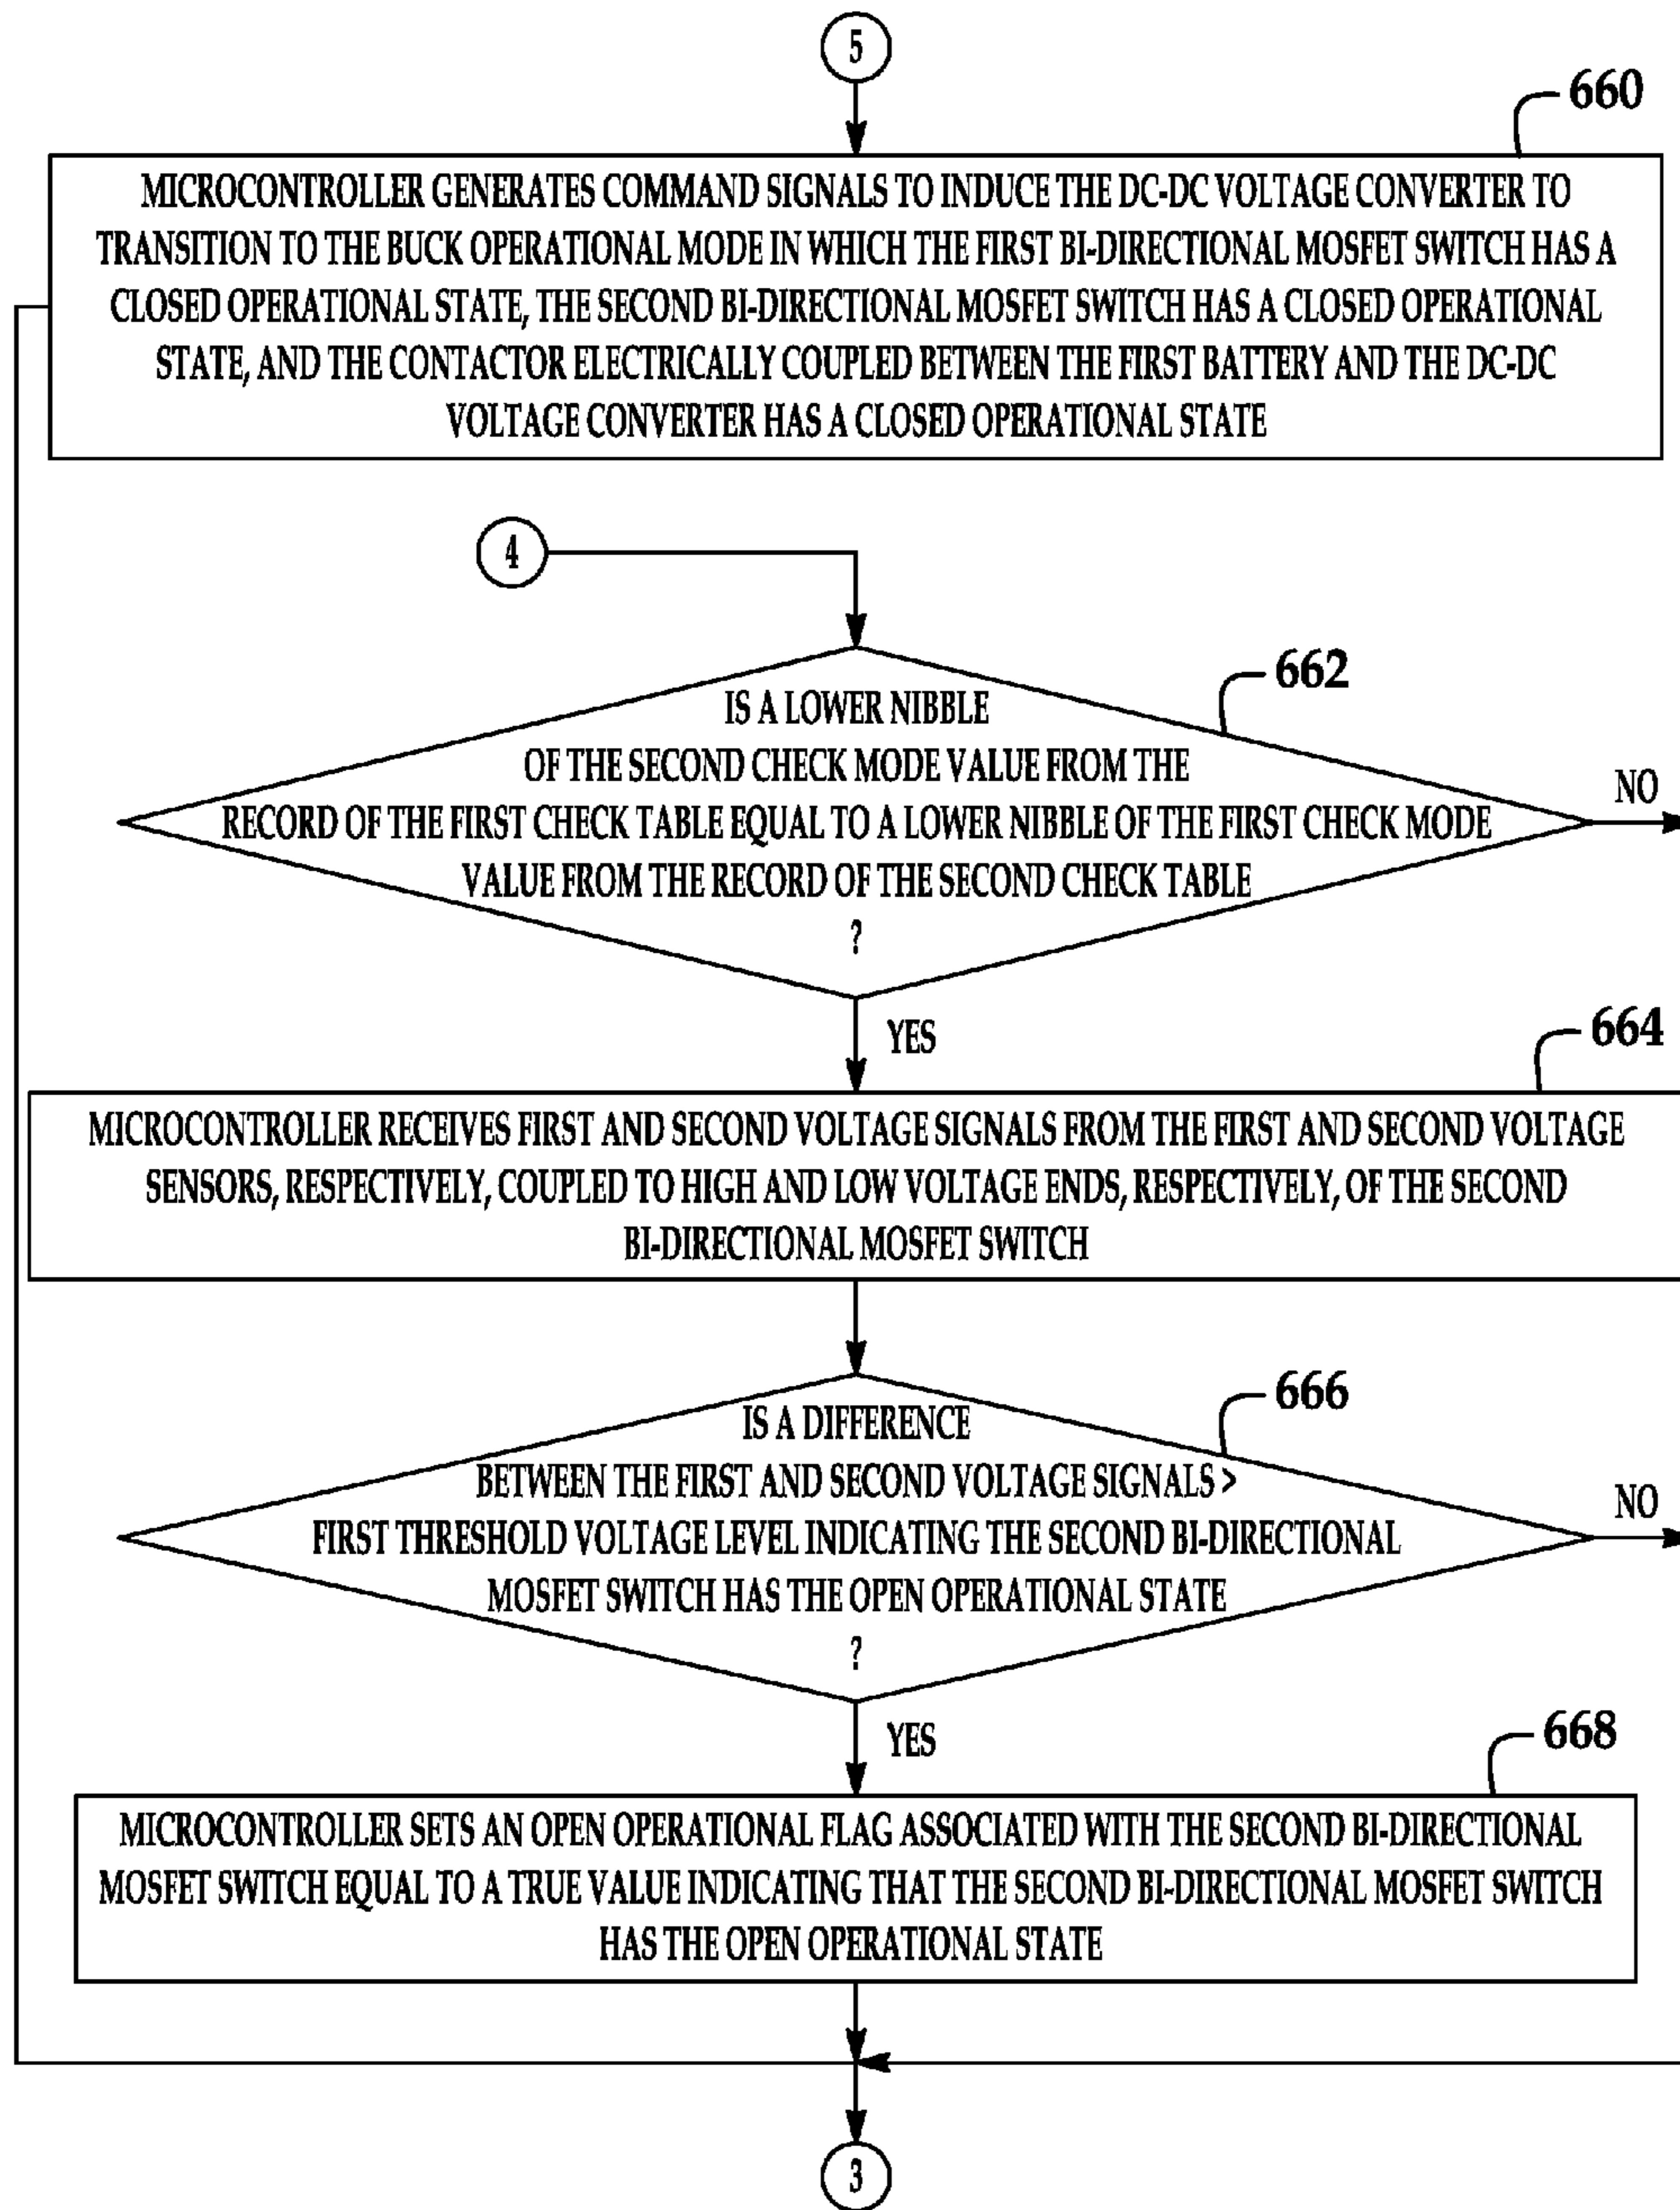 5
660
MICROCONTROLLER GENERATES COMMAND SIGNALS TO INDUCE THE DC-DC VOLTAGE CONVERTER TO
TRANSITION TO THE BUCK OPERATIONAL MODE IN WHICH THE FIRST BI-DIRECTIONAL MOSFET SWITCH HAS A
CLOSED OPERATIONAL STATE, THE SECOND BI-DIRECTIONAL MOSFET SWITCH HAS A CLOSED OPERATIONAL
STATE, AND THE CONTACTOR ELECTRICALLY COUPLED BETWEEN THE FIRST BATTERY AND THE DC-DC
VOLTAGE CONVERTER HAS A CLOSED OPERATIONAL STATE
4
662
IS A LOWER NIBBLE
OF THE SECOND CHECK MODE VALUE FROM THE
RECORD OF THE FIRST CHECK TABLE EQUAL TO A LOWER NIBBLE OF THE FIRST CHECK MODE
VALUE FROM THE RECORD OF THE SECOND CHECK TABLE
?
NO
YES
664
MICROCONTROLLER RECEIVES FIRST AND SECOND VOLTAGE SIGNALS FROM THE FIRST AND SECOND VOLTAGE
SENSORS, RESPECTIVELY, COUPLED TO HIGH AND LOW VOLTAGE ENDS, RESPECTIVELY, OF THE SECOND
BI-DIRECTIONAL MOSFET SWITCH
666
IS A DIFFERENCE
BETWEEN THE FIRST AND SECOND VOLTAGE SIGNALS >
FIRST THRESHOLD VOLTAGE LEVEL INDICATING THE SECOND BI-DIRECTIONAL
MOSFET SWITCH HAS THE OPEN OPERATIONAL STATE
?
NO
YES
668
MICROCONTROLLER SETS AN OPEN OPERATIONAL FLAG ASSOCIATED WITH THE SECOND BI-DIRECTIONAL
MOSFET SWITCH EQUAL TO A TRUE VALUE INDICATING THAT THE SECOND BI-DIRECTIONAL MOSFET SWITCH
HAS THE OPEN OPERATIONAL STATE
3